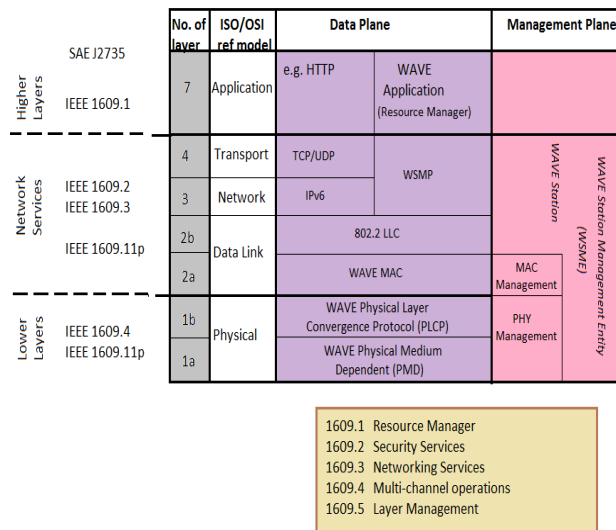 No. of layer
ISO/OSI ref model
Data Plane
Management Plane
SAE J2735
IEEE 1609.1
Higher Layers
7
Application
e.g. HTTP
WAVE Application
(Resource Manager)
Network Services
IEEE 1609.2
IEEE 1609.3
IEEE 1609.11p
4
Transport
TCP/UDP
WSMP
3
Network
IPv6
2b
Data Link
802.2 LLC
2a
WAVE MAC
MAC Management
WAVE Station
WAVE Station Management Entity
(WSME)
Lower Layers
IEEE 1609.4
IEEE 1609.11p
1b
Physical
WAVE Physical Layer
Convergence Protocol (PLCP)
PHY Management
1a
WAVE Physical Medium
Dependent (PMD)
1609.1 Resource Manager
1609.2 Security Services
1609.3 Networking Services
1609.4 Multi-channel operations
1609.5 Layer Management